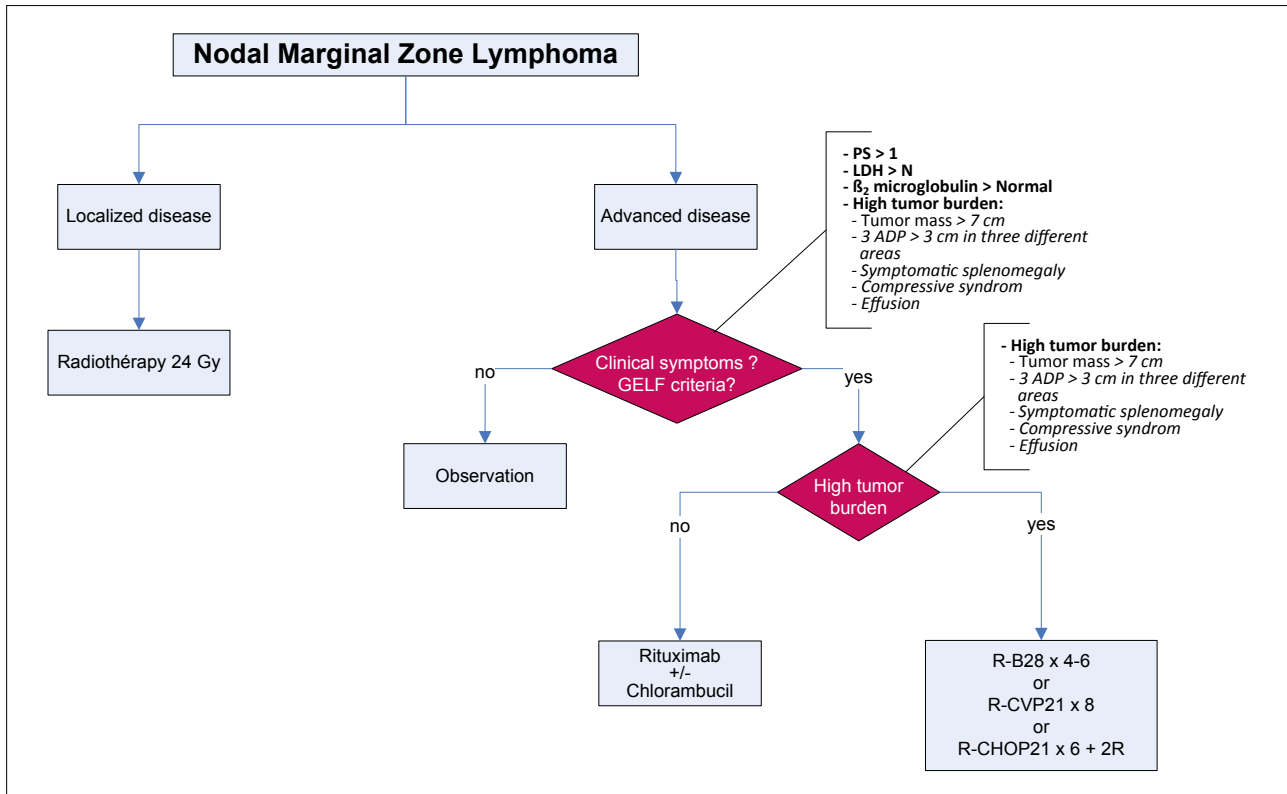 Nodal Marginal Zone Lymphoma
- PS > 1
- LDH > N
- ß₂ microglobulin > Normal
- High tumor burden:
- Tumor mass > 7 cm
- 3 ADP > 3 cm in three different
areas
- Symptomatic splenomegaly
- Compressive syndrom
- Effusion
Localized disease
Advanced disease
Radiothérapy 24 Gy
Clinical symptoms ?
GELF criteria?
no
yes
- High tumor burden:
- Tumor mass > 7 cm
- 3 ADP > 3 cm in three different
areas
- Symptomatic splenomegaly
- Compressive syndrom
- Effusion
Observation
High tumor
burden
no
yes
Rituximab
+/-
Chlorambucil
R-B28 x 4-6
or
R-CVP21 x 8
or
R-CHOP21 x 6 + 2R